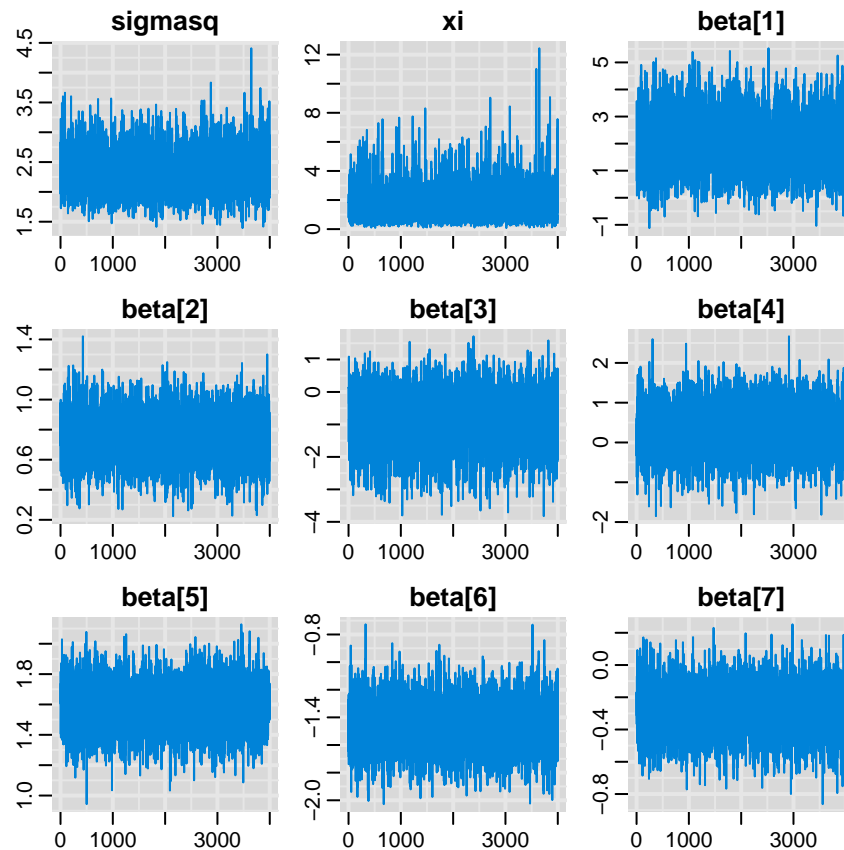 sigmasq
xi
beta[1]
1.5 2.5 3.5 4.5
0 4 8 12
−1 1 3 5
0 1000 3000
0 1000 3000
0 1000 3000
beta[2]
beta[3]
beta[4]
0.2 0.6 1.0 1.4
−4 −2 0 1
−2 0 1 2
0 1000 3000
0 1000 3000
0 1000 3000
beta[5]
beta[6]
beta[7]
1.0 1.4 1.8
−2.0 −1.4 −0.8
−0.8 −0.4 0.0
0 1000 3000
0 1000 3000
0 1000 3000